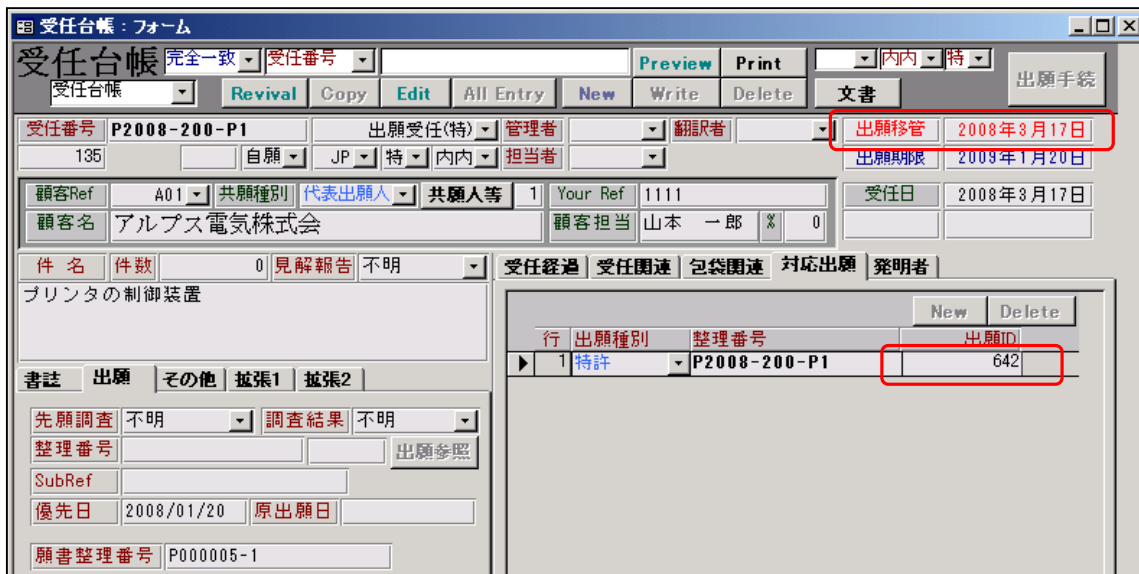 受任台帳 : フォーム
受任台帳 完全一致 受任番号 Preview Print 内内 特 出願手続
受任台帳 Revival Copy Edit All Entry New Write Delete 文書
受任番号 P2008-200-P1 出願受任(特) 管理者 翻訳者 出願移管 2008年3月17日
135 自願 JP 特 内内 担当者 出願期限 2009年1月20日
顧客Ref A01 共願種別 代表出願人 共願人等 1 Your Ref 1111 受任日 2008年3月17日
顧客名 アルプス電気株式会 顧客担当 山本 一郎 % 0
件 名 件数 0 見解報告 不明 受任経過 受任関連 包袋関連 対応出願 発明者
プリンタの制御装置
New Delete
行 出願種別 整理番号 出願ID
1 特許 P2008-200-P1 642
書誌 出願 その他 拡張1 拡張2
先願調査 不明 調査結果 不明
整理番号 出願参照
SubRef
優先日 2008/01/20 原出願日
願書整理番号 P000005-1